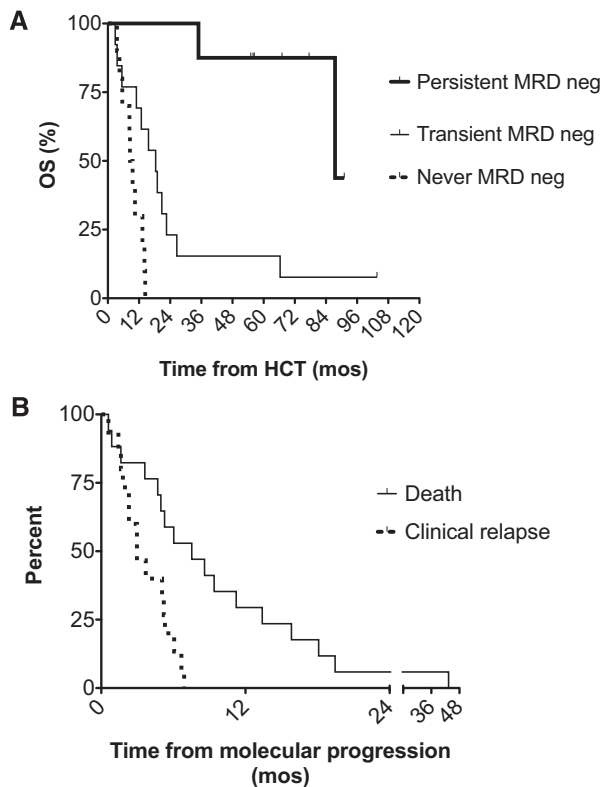 A
100
75
50
25
0
OS (%)
0 12 24 36 48 60 72 84 96 108 120
Time from HCT (mos)
Persistent MRD neg
Transient MRD neg
Never MRD neg
B
100
75
50
25
0
Percent
0 12 24 36 48
Time from molecular progression
(mos)
Death
Clinical relapse